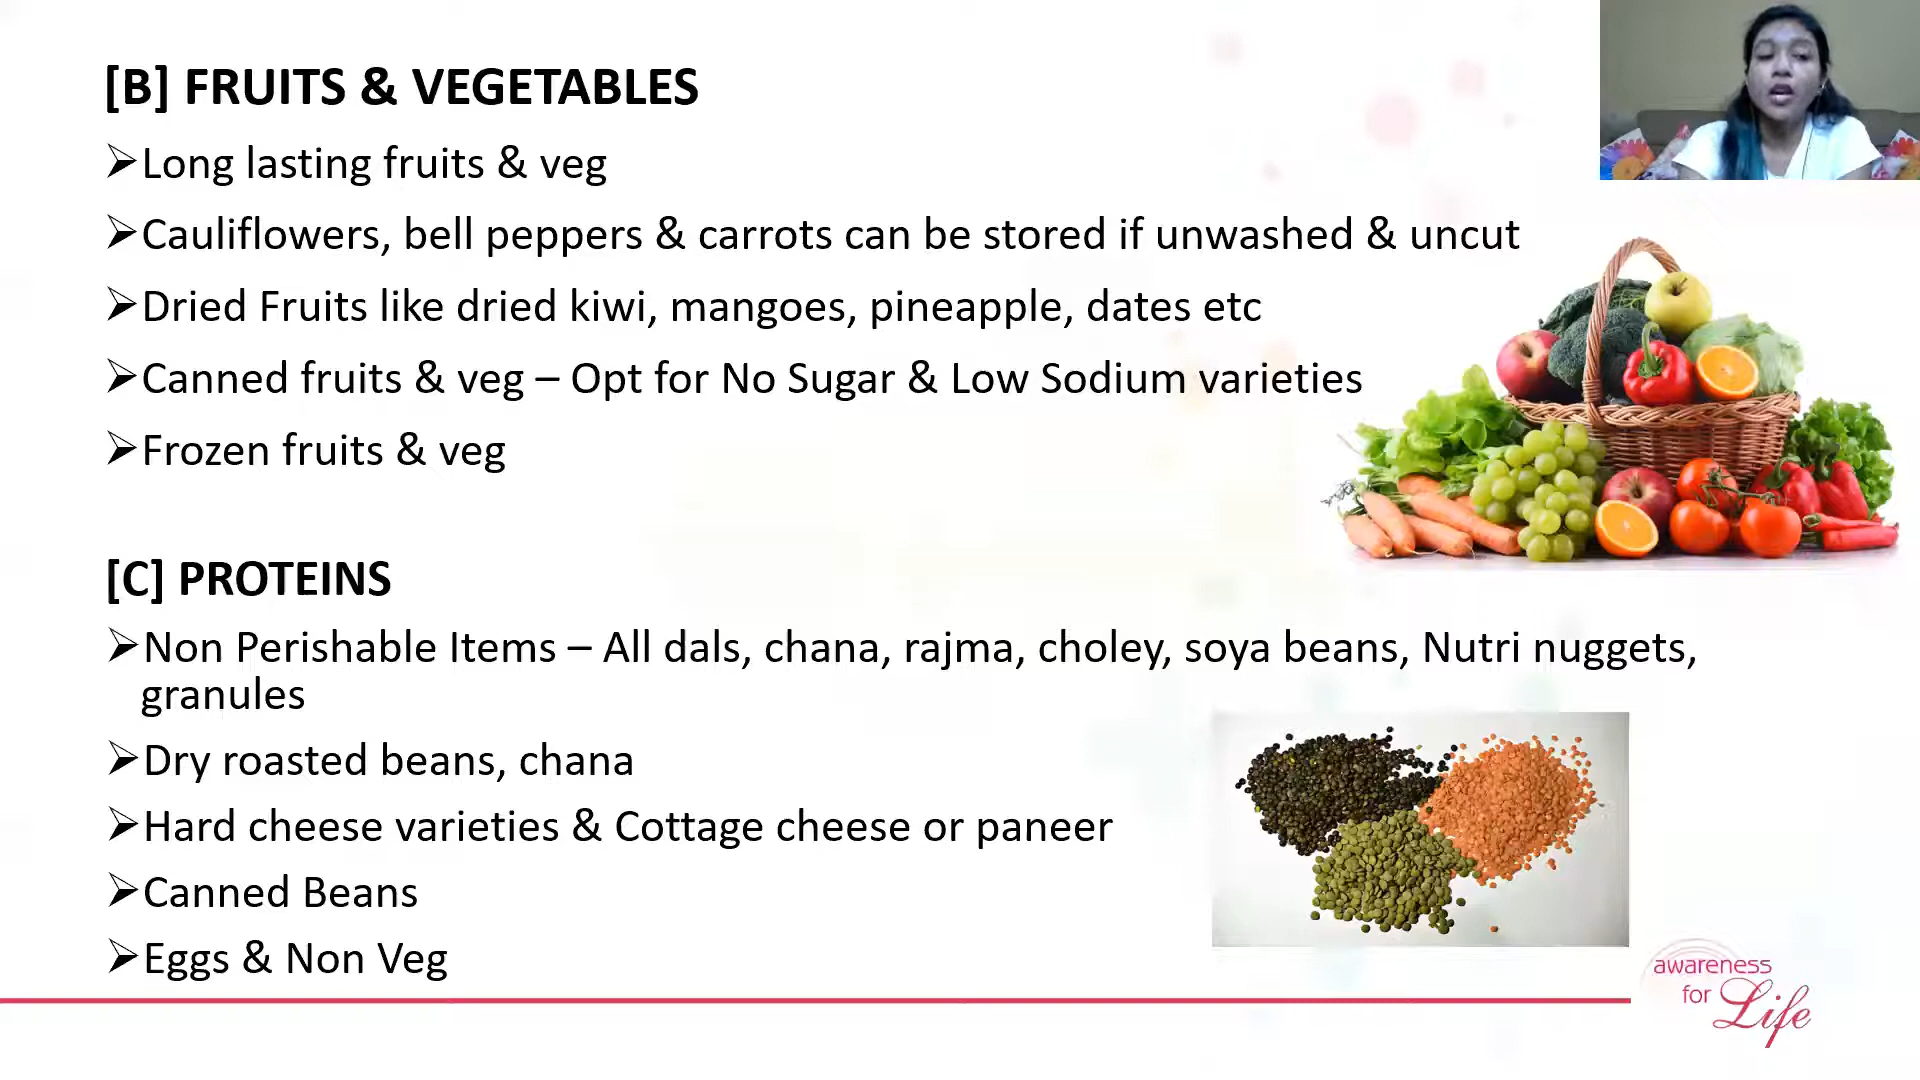 [B] FRUITS & VEGETABLES
➢Long lasting fruits & veg
➢Cauliflowers, bell peppers & carrots can be stored if unwashed & uncut
➢Dried Fruits like dried kiwi, mangoes, pineapple, dates etc
➢Canned fruits & veg – Opt for No Sugar & Low Sodium varieties
➢Frozen fruits & veg
[C] PROTEINS
➢Non Perishable Items – All dals, chana, rajma, choley, soya beans, Nutri nuggets,
granules
➢Dry roasted beans, chana
➢Hard cheese varieties & Cottage cheese or paneer
➢Canned Beans
➢Eggs & Non Veg
awareness
for Life